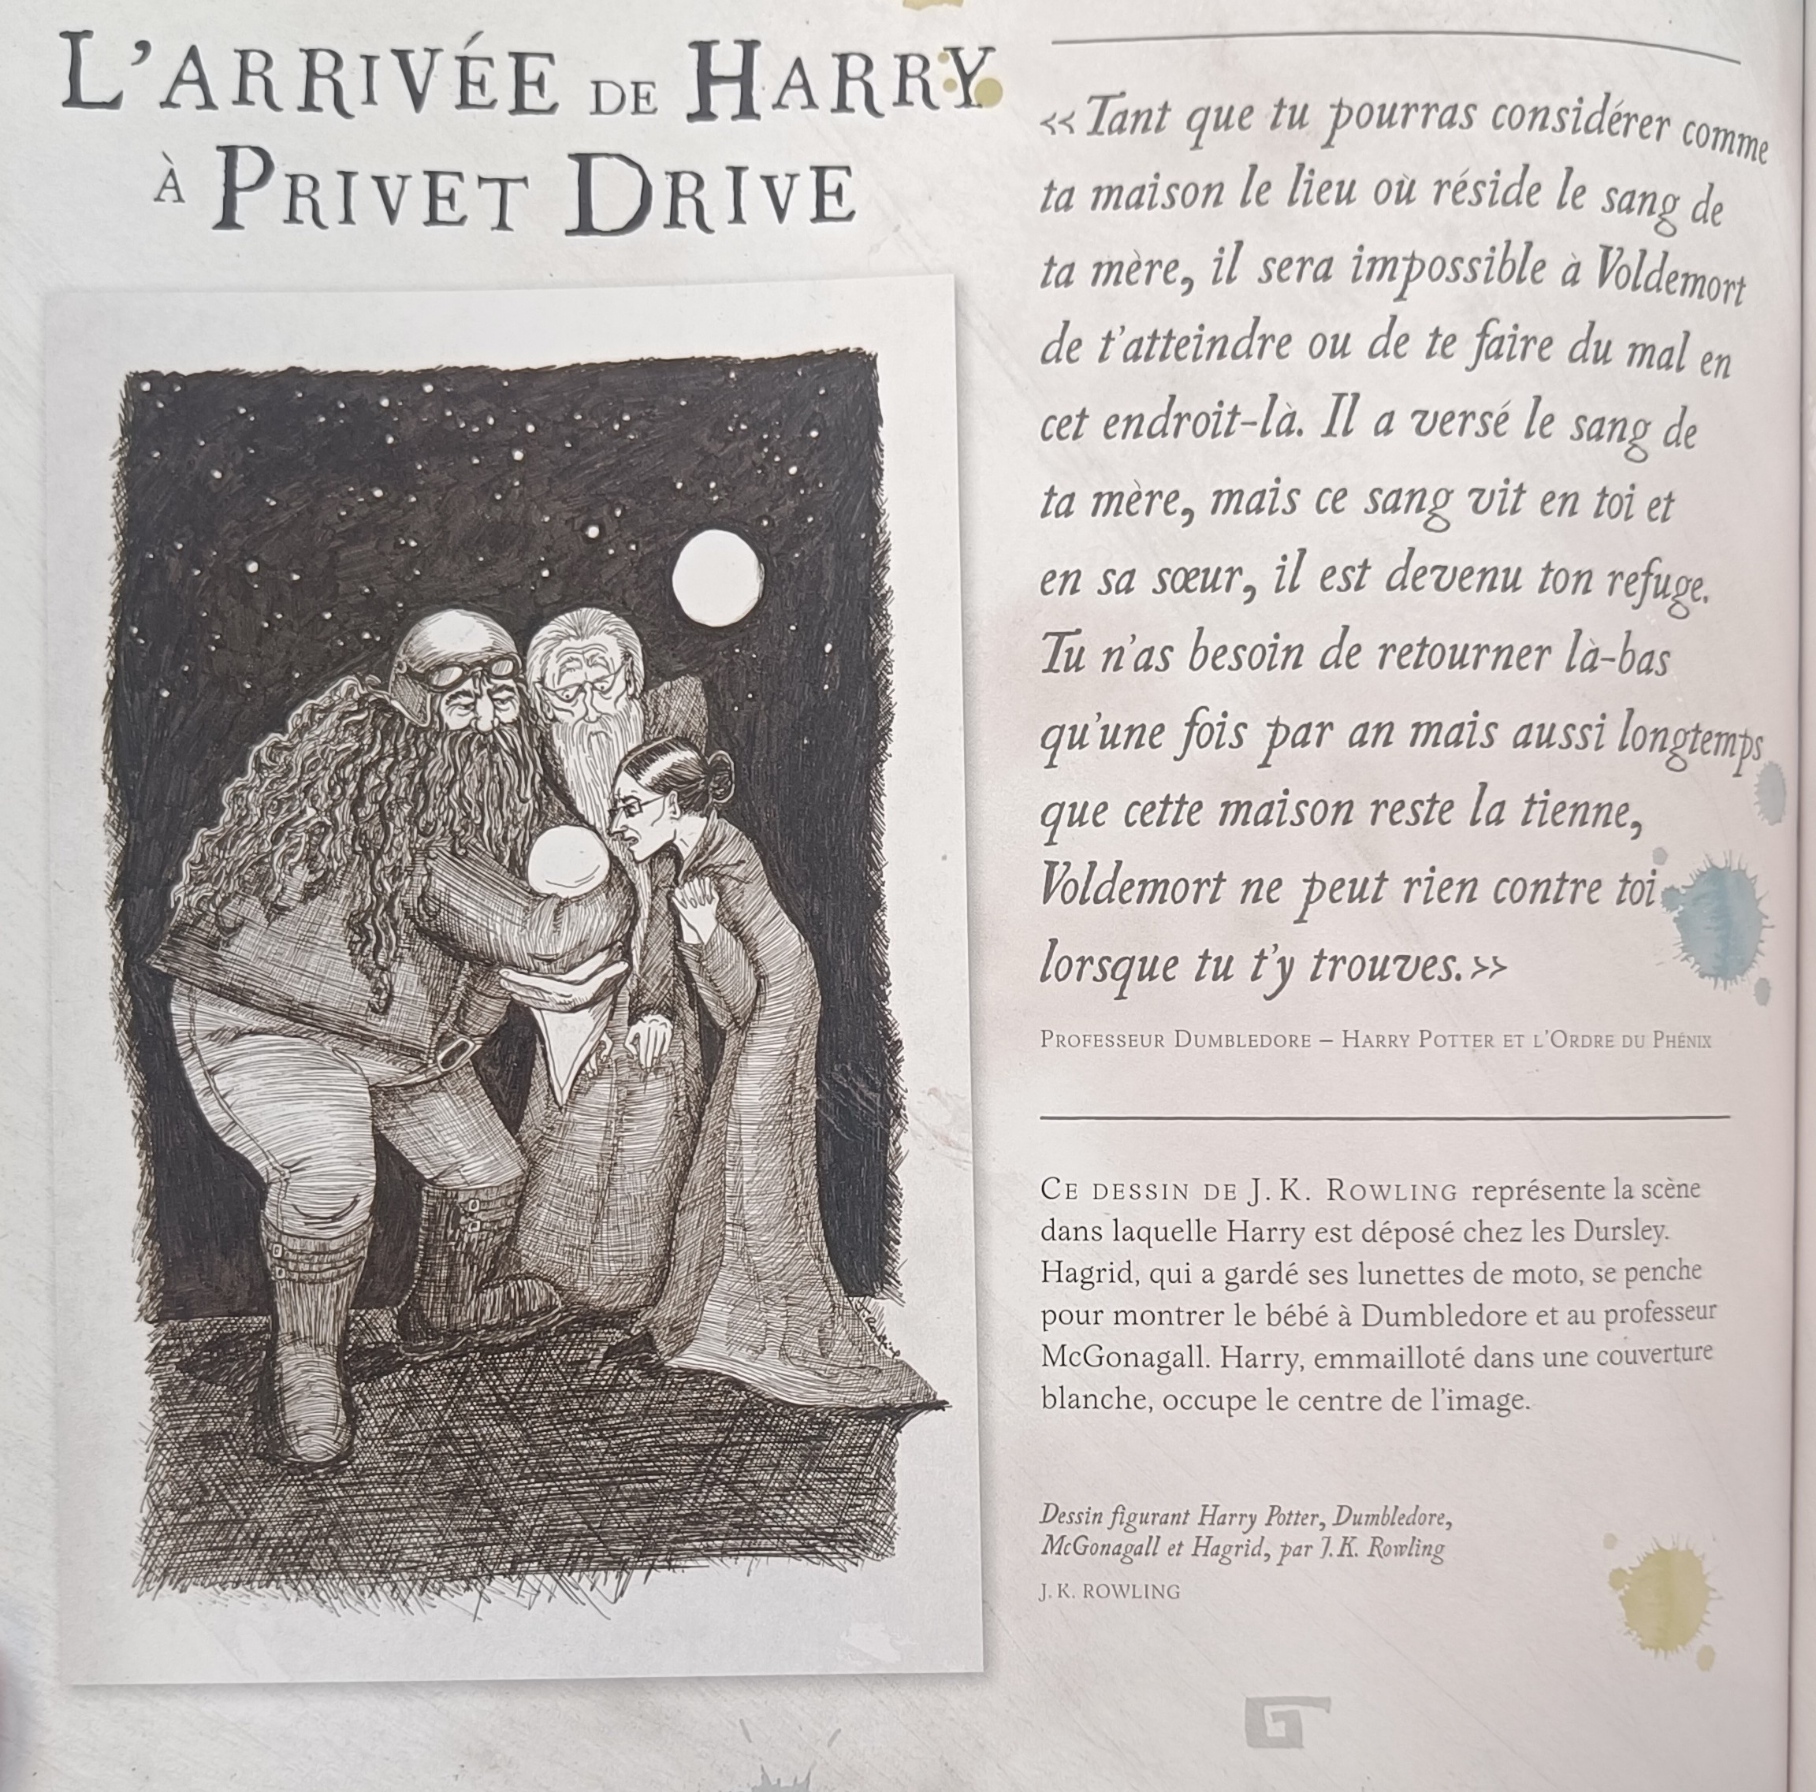 L'ARRIVÉE DE HARRY
À PRIVET DRIVE
<< Tant que tu pourras considérer comme
ta maison le lieu où réside le sang de
ta mère, il sera impossible à Voldemort
de t'atteindre ou de te faire du mal en
cet endroit-là. Il a versé le sang de
ta mère, mais ce sang vit en toi et
en sa sœur, il est devenu ton refuge.
Tu n'as besoin de retourner là-bas
qu'une fois par an mais aussi longtemps
que cette maison reste la tienne,
Voldemort ne peut rien contre toi
lorsque tu t'y trouves. >>
PROFESSEUR DUMBLEDORE – HARRY POTTER ET L'ORDRE DU PHÉNIX
CE DESSIN DE J. K. ROWLING représente la scène
dans laquelle Harry est déposé chez les Dursley.
Hagrid, qui a gardé ses lunettes de moto, se penche
pour montrer le bébé à Dumbledore et au professeur
McGonagall. Harry, emmailloté dans une couverture
blanche, occupe le centre de l'image.
Dessin figurant Harry Potter, Dumbledore,
McGonagall et Hagrid, par J. K. Rowling
J. K. ROWLING